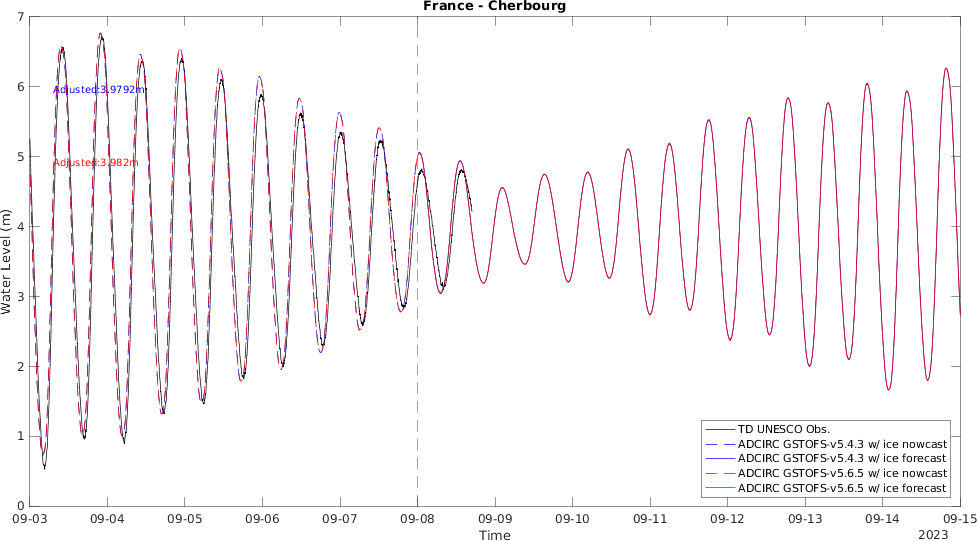 France - Cherbourg
7
6
5
4
3
2
1
0
Water Level (m)
Adjusted:3.9792m
Adjusted:3.982m
TD UNESCO Obs.
ADCIRC GSTOFS-v5.4.3 w/ ice nowcast
ADCIRC GSTOFS-v5.4.3 w/ ice forecast
ADCIRC GSTOFS-v5.6.5 w/ ice nowcast
ADCIRC GSTOFS-v5.6.5 w/ ice forecast
09-03 09-04 09-05 09-06 09-07 09-08 09-09 09-10 09-11 09-12 09-13 09-14 09-15
Time
2023